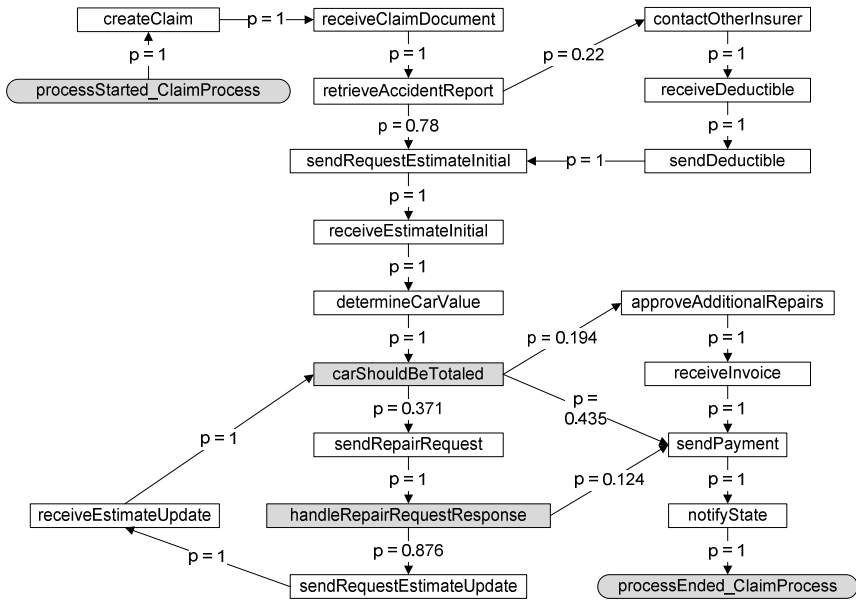 createClaim
p = 1
receiveClaimDocument
contactOtherInsurer
p = 1
p = 1
p = 0.22
p = 1
processStarted_ClaimProcess
retrieveAccidentReport
receiveDeductible
p = 0.78
p = 1
sendRequestEstimateInitial
p = 1
sendDeductible
p = 1
receiveEstimateInitial
p = 1
determineCarValue
approveAdditionalRepairs
p = 1
p = 0.194
p = 1
carShouldBeTotaled
receiveInvoice
p = 0.371
p =
0.435
p = 1
p = 1
sendRepairRequest
sendPayment
p = 1
p = 0.124
p = 1
receiveEstimateUpdate
handleRepairRequestResponse
notifyState
p = 1
p = 0.876
p = 1
sendRequestEstimateUpdate
processEnded_ClaimProcess